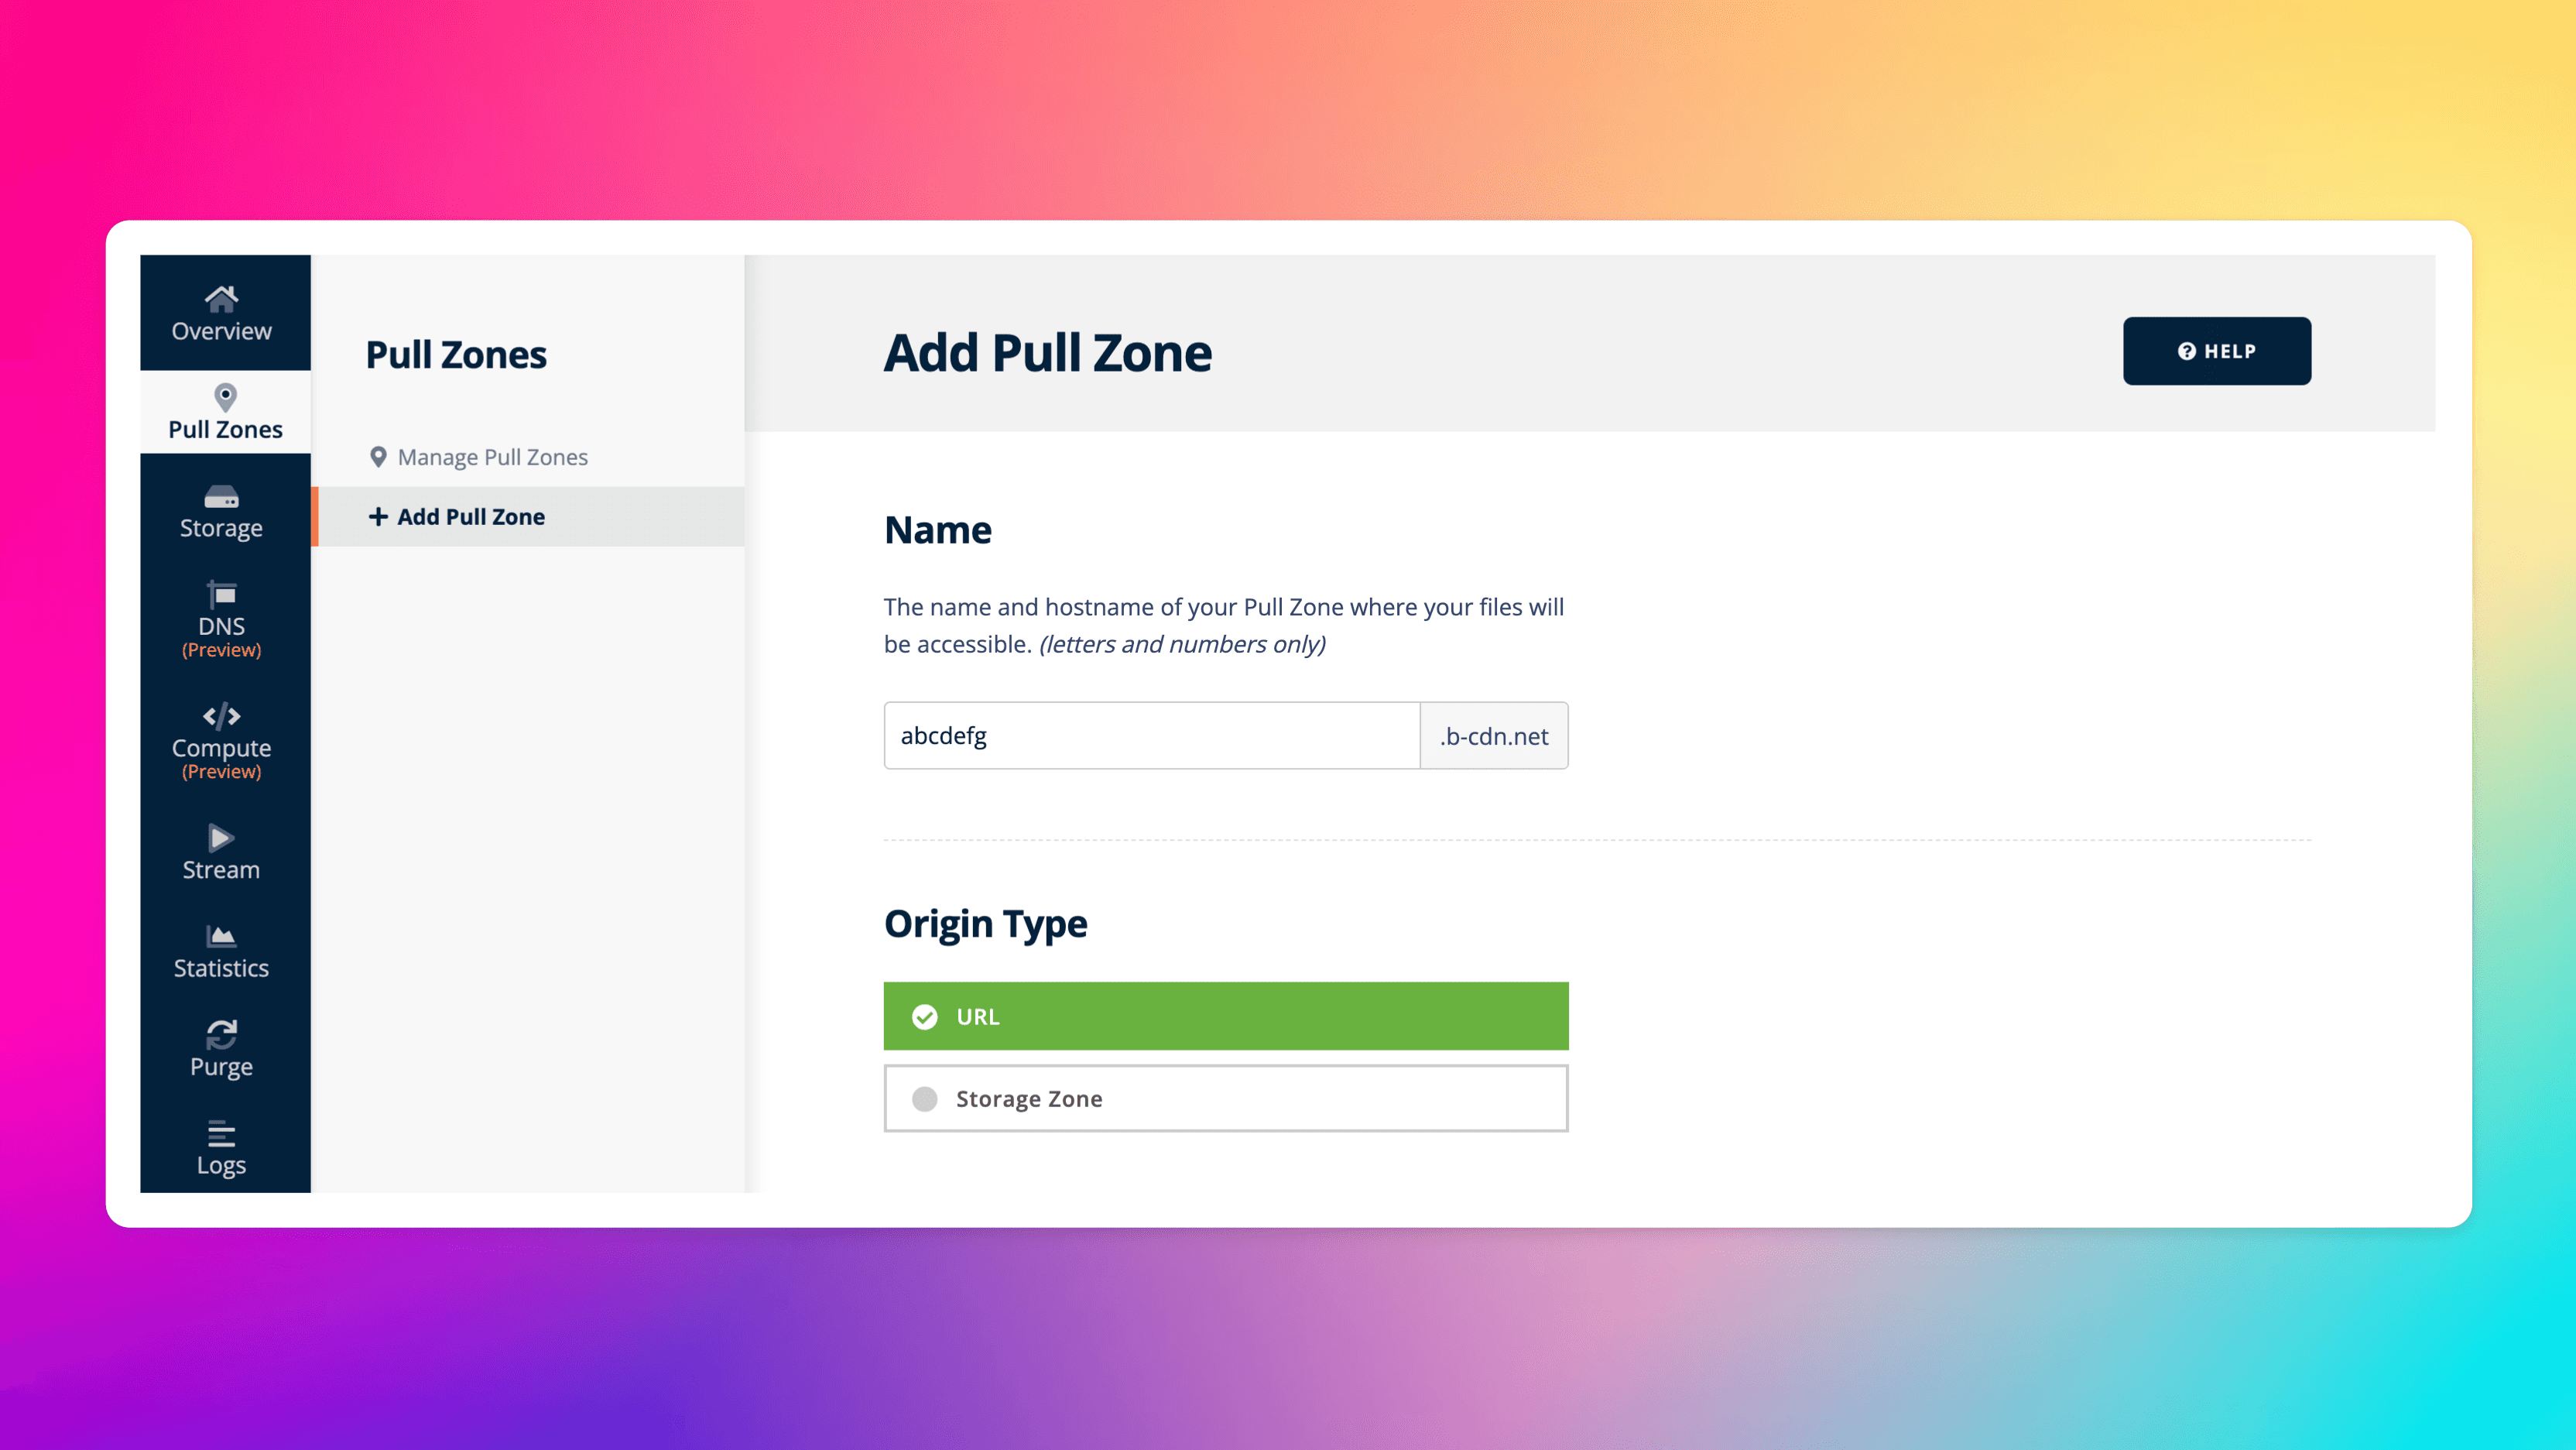 Overview
Pull Zones
Storage
DNS
(Preview)
Compute
(Preview)
Stream
Statistics
Purge
Logs
Pull Zones
Manage Pull Zones
Add Pull Zone
Add Pull Zone
HELP
Name
The name and hostname of your Pull Zone where your files will
be accessible. (letters and numbers only)
abcdefg .b-cdn.net
Origin Type
URL
Storage Zone